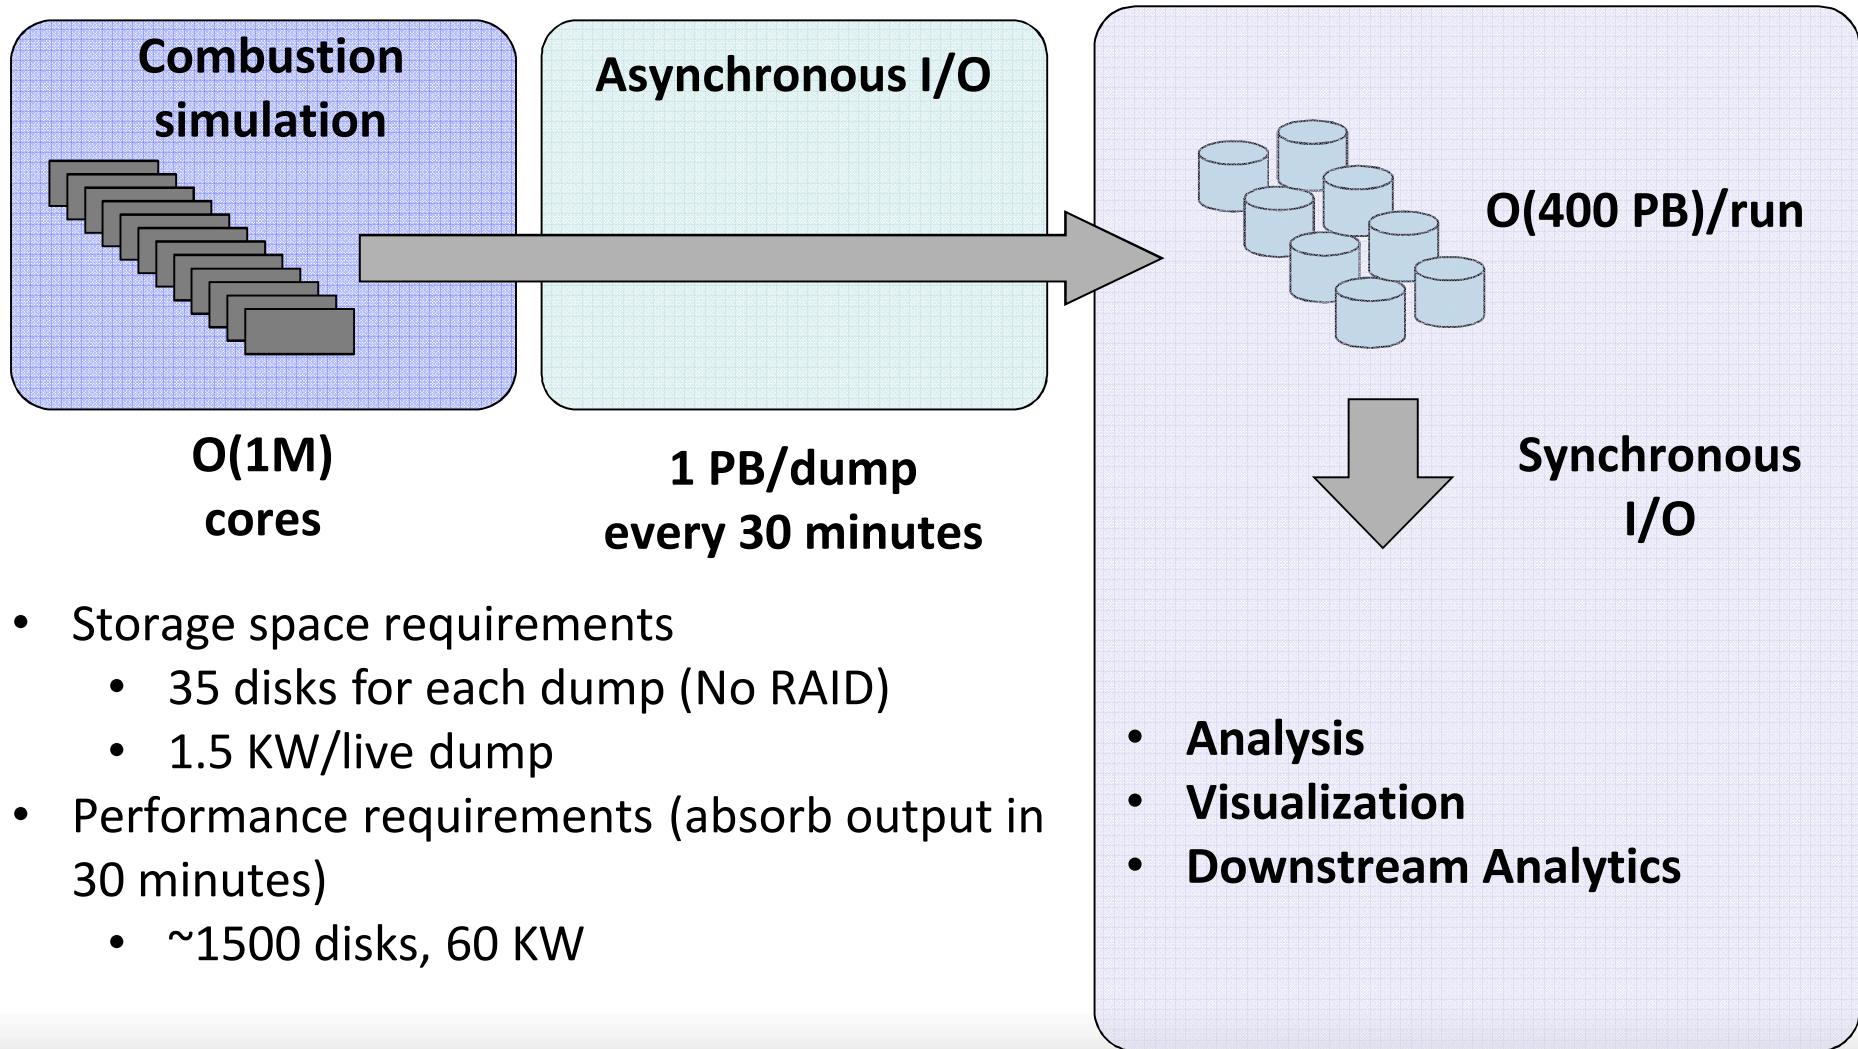 Combustion
simulation
Asynchronous I/O
O(400 PB)/run
O(1M)
cores
1 PB/dump
every 30 minutes
Synchronous
I/O
• Storage space requirements
• 35 disks for each dump (No RAID)
• 1.5 KW/live dump
• Performance requirements (absorb output in
30 minutes)
• ~1500 disks, 60 KW
• Analysis
• Visualization
• Downstream Analytics